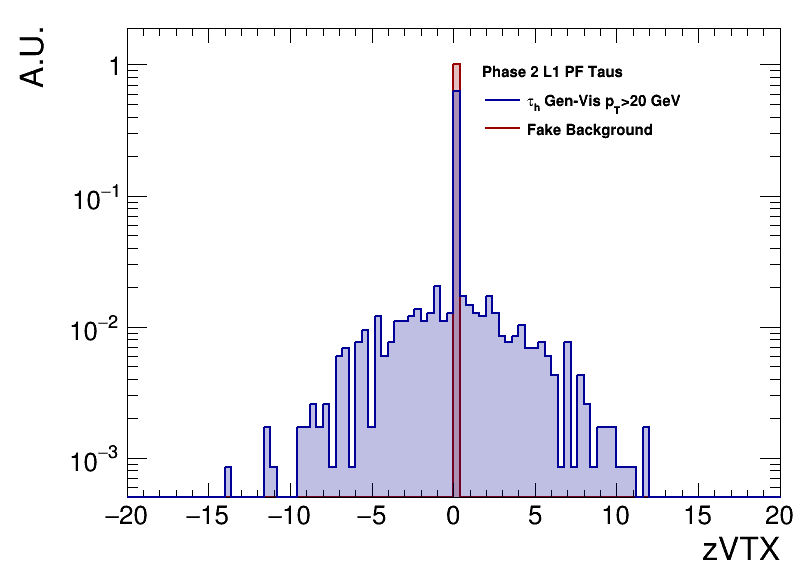 A.U.
Phase 2 L1 PF Taus
τh Gen-Vis pT>20 GeV
Fake Background
1
10−1
10−2
10−3
−20 −15 −10 −5 0 5 10 15 20
zVTX